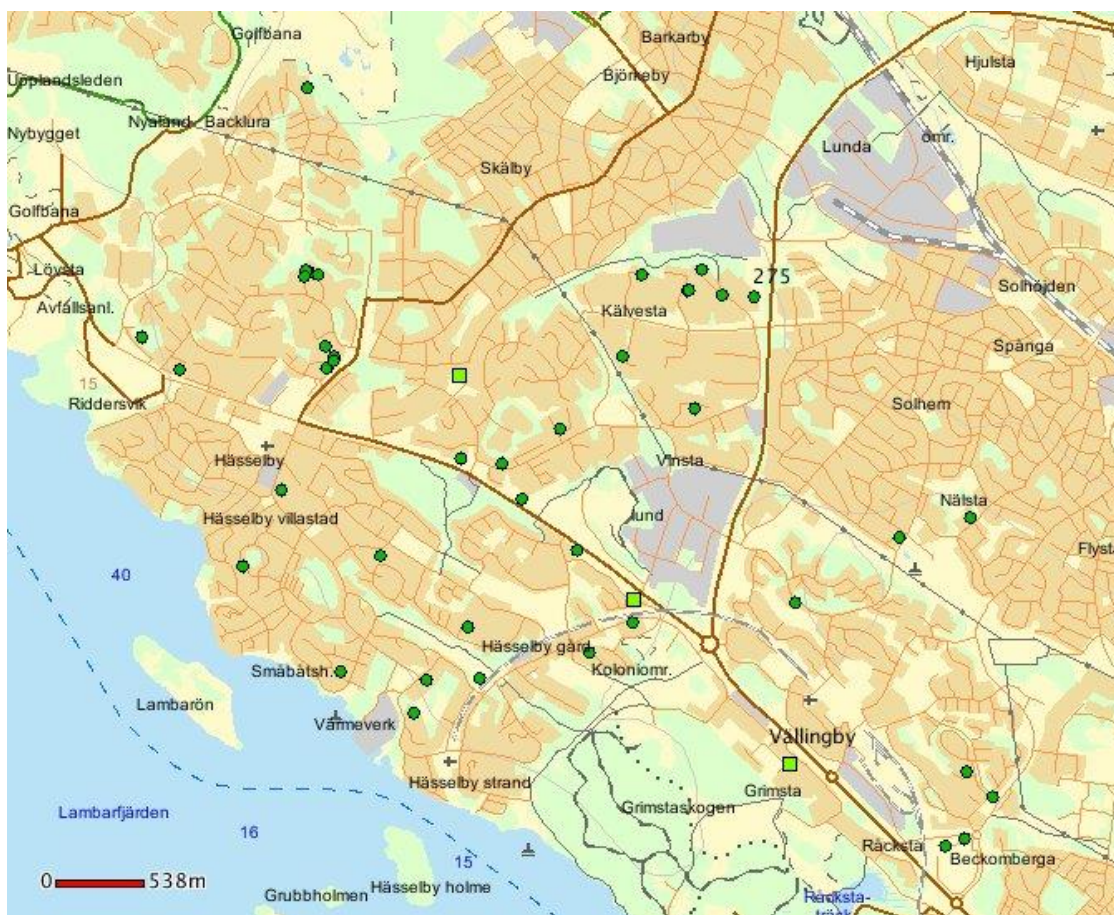 Golfbana
Barkarby
Hjulsta
Björkeby
Upplandsleden
Nyaland
Backlura
Nybygget
omr.
Lunda
Skälby
Golfbana
Lövsta
275
Solhöjden
Avfallsanl.
Kälvesta
Spånga
15
Riddersvik
Solhem
Hässelby
Vinsta
Nälsta
Hässelby villastad
lund
Flysta
40
Hässelby gård
Småbåtsh.
Koloniomr.
Lambarön
Värmeverk
Vällingby
Hässelby strand
Grimsta
Grimstaskogen
Lambarfjärden
16
Råcksta
15
Beckomberga
0
538m
Hässelby holme
Grubbholmen
Råcksta-
träsk